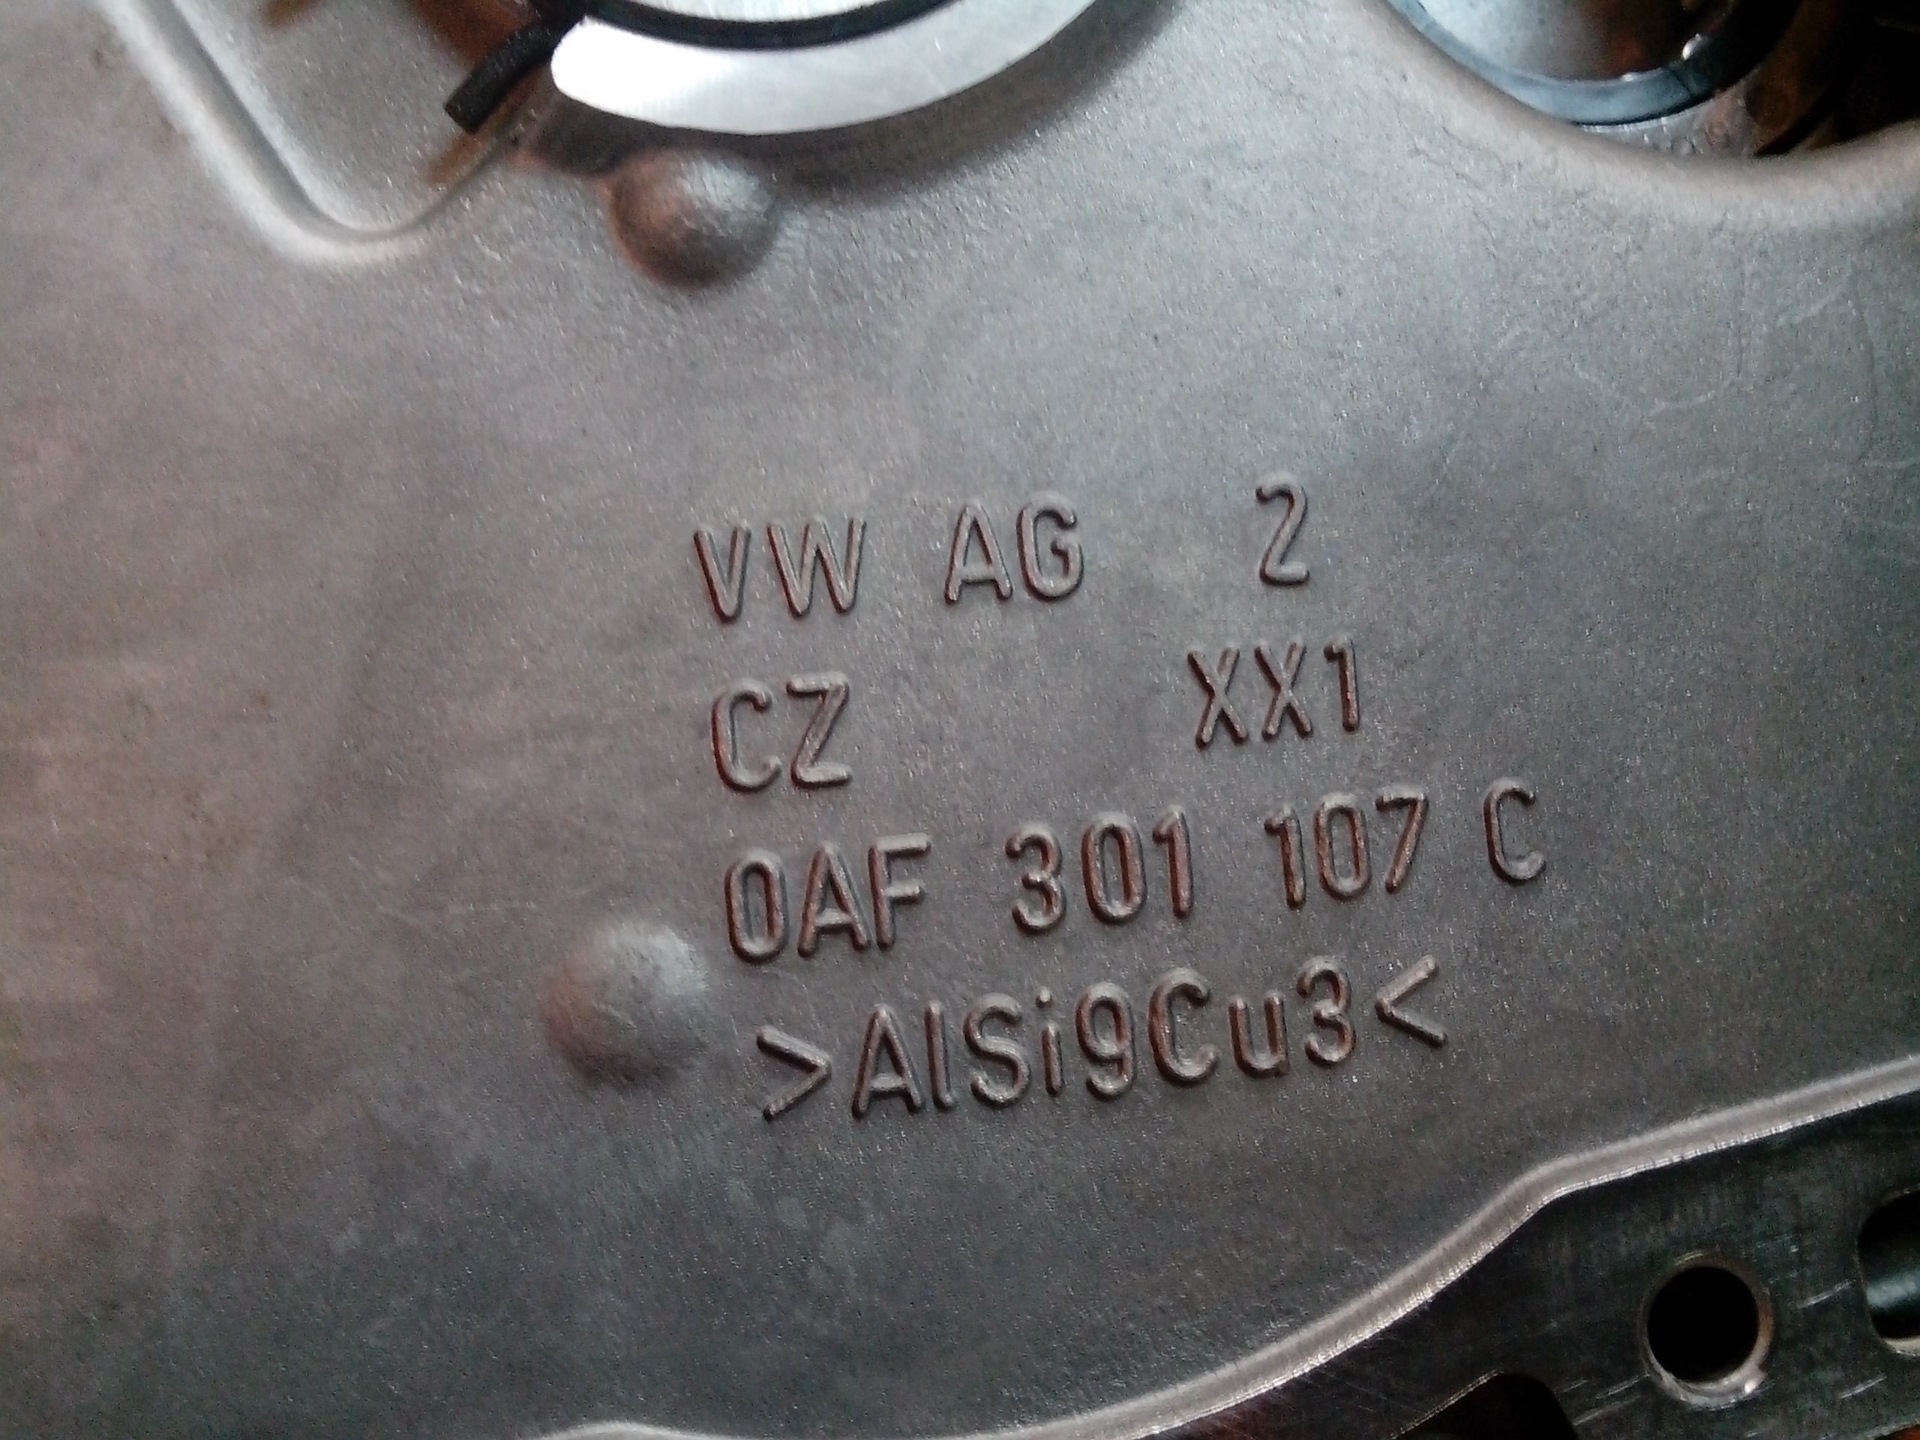 VW AG 2
CZ XX1
0AF 301 107 C
>AlSi9Cu3<